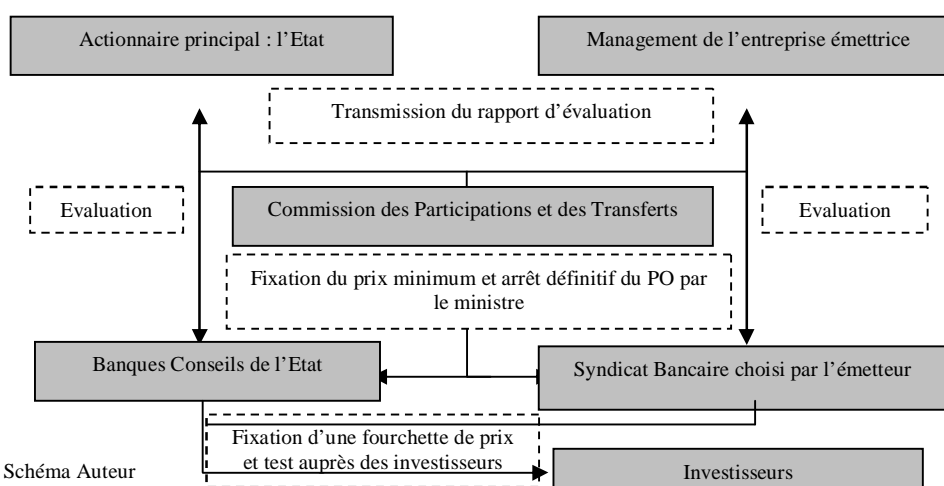 Actionnaire principal : l’Etat
Management de l’entreprise émettrice
Transmission du rapport d’évaluation
Evaluation
Commission des Participations et des Transferts
Evaluation
Fixation du prix minimum et arrêt définitif du PO par
le ministre
Banques Conseils de l’Etat
Syndicat Bancaire choisi par l’émetteur
Fixation d’une fourchette de prix
et test auprès des investisseurs
Schéma Auteur
Investisseurs